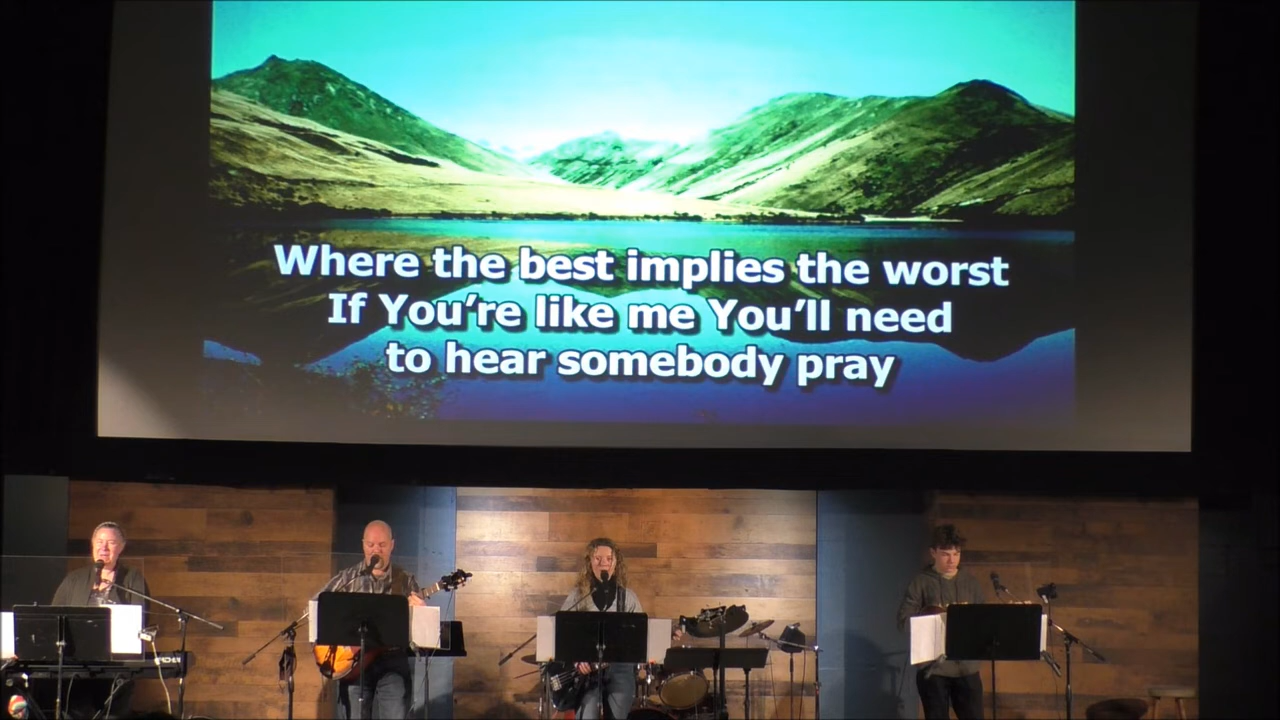 Where the best implies the worst
If You're like me You'll need
to hear somebody pray